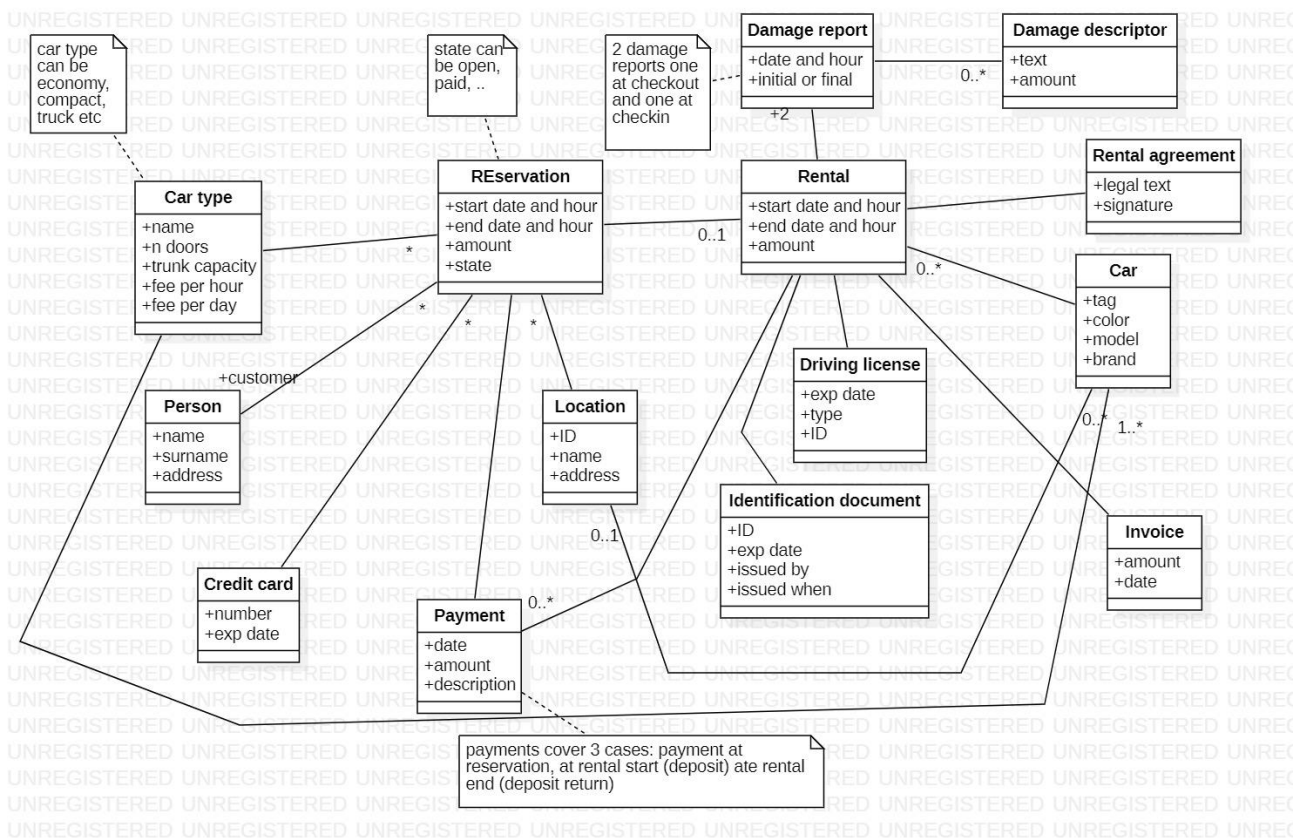 car type
can be
economy,
compact,
truck etc
state can
be open,
paid, ..
2 damage
reports one
at checkout
and one at
checkin
Damage report
+date and hour
+initial or final
0..*
Damage descriptor
+text
+amount
+2
Car type
+name
+n doors
+trunk capacity
+fee per hour
+fee per day
*
REservation
+start date and hour
+end date and hour
+amount
+state
0..1
Rental
+start date and hour
+end date and hour
+amount
Rental agreement
+legal text
+signature
0..*
Car
+tag
+color
+model
+brand
*
*
*
+customer
Person
+name
+surname
+address
Location
+ID
+name
+address
0..1
Driving license
+exp date
+type
+ID
0..*
1..*
Identification document
+ID
+exp date
+issued by
+issued when
Invoice
+amount
+date
Credit card
+number
+exp date
Payment
+date
+amount
+description
0..*
payments cover 3 cases: payment at
reservation, at rental start (deposit) ate rental
end (deposit return)
UNREGISTERED UNREGISTERED UNREGISTERED UNREGISTERED UNREGISTERED UNREGISTERED UNREGISTERED